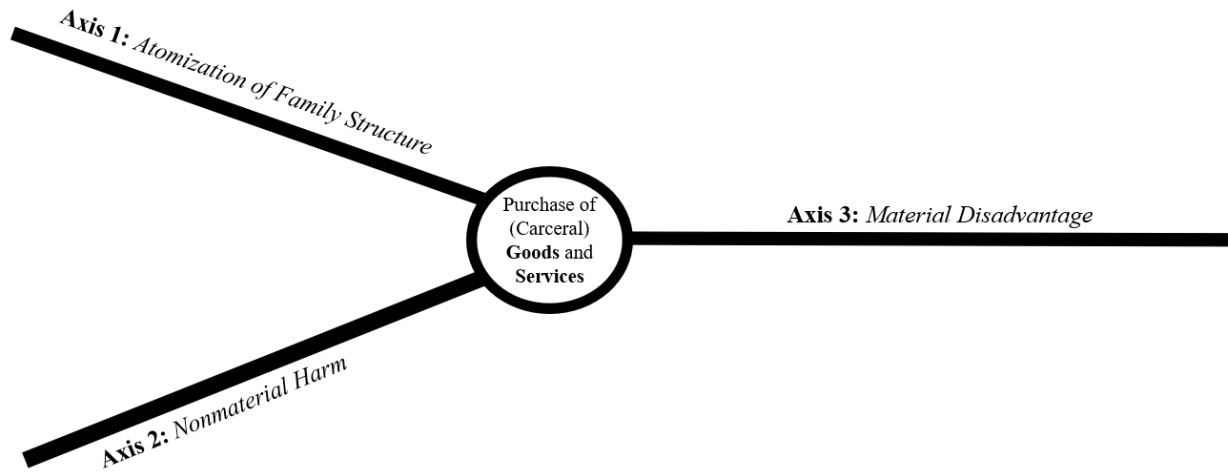 Axis 1: Atomization of Family Structure
Purchase of
(Carceral)
Goods and
Services
Axis 3: Material Disadvantage
Axis 2: Nonmaterial Harm